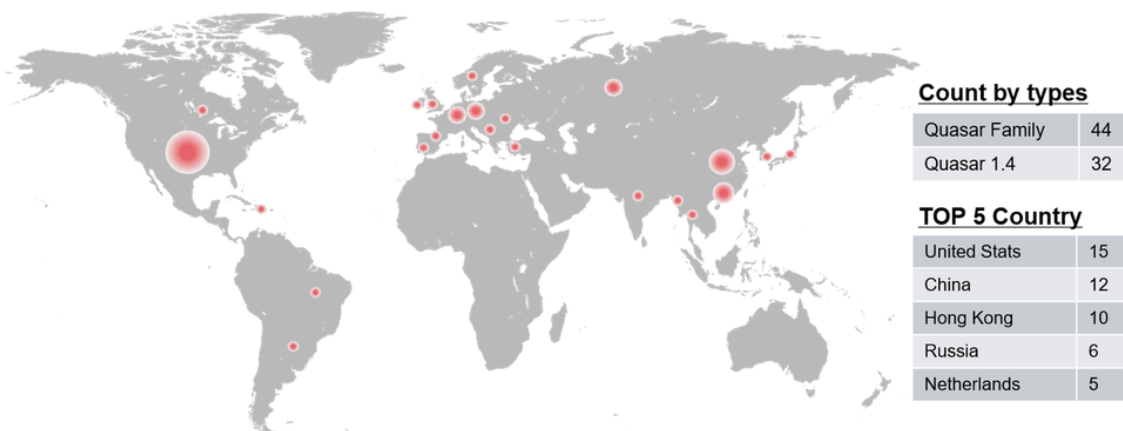 Count by types
Quasar Family 44
Quasar 1.4 32
TOP 5 Country
United Stats 15
China 12
Hong Kong 10
Russia 6
Netherlands 5